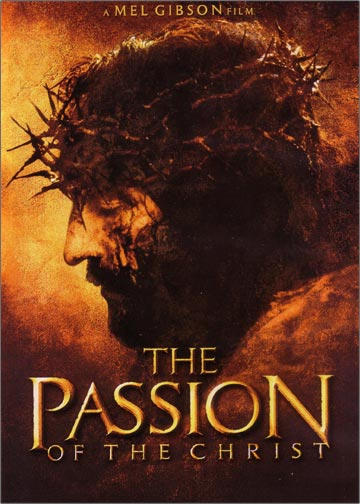 A MEL GIBSON FILM
THE
PASSION
OF THE CHRIST